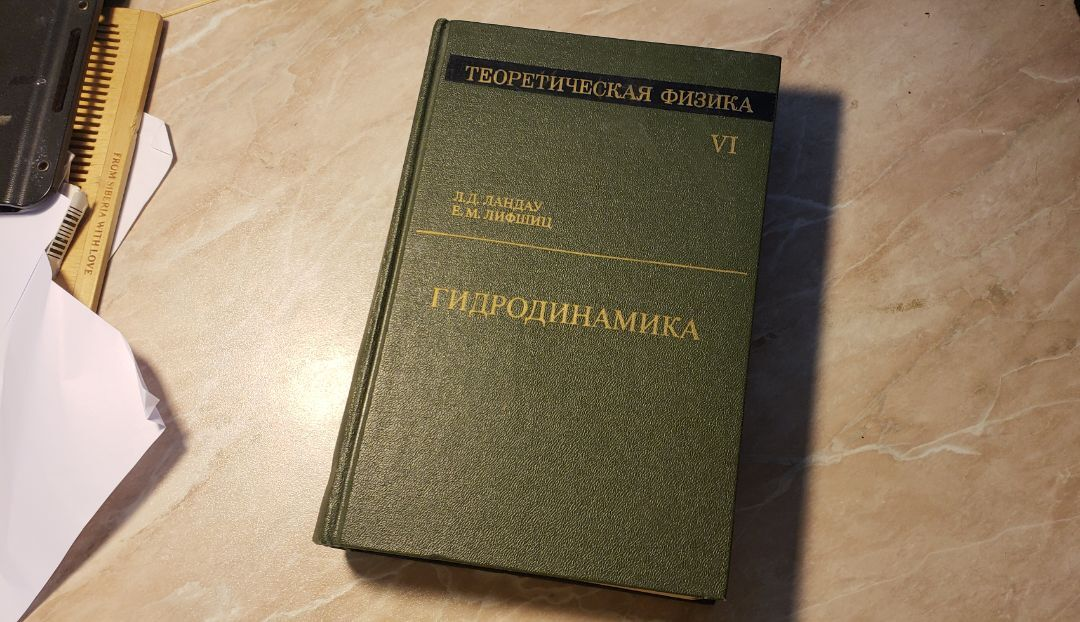 ТЕОРЕТИЧЕСКАЯ ФИЗИКА
VI
Л.Д. ЛАНДАУ
Е.М. ЛИФШИЦ
ГИДРОДИНАМИКА
FROM SIBERIA WITH LOVE